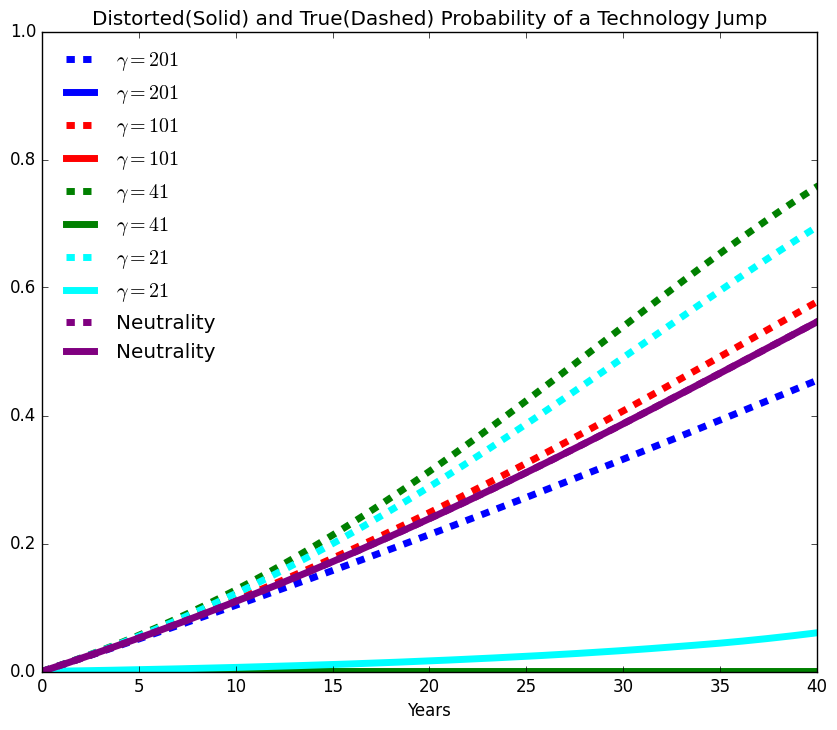 Distorted(Solid) and True(Dashed) Probability of a Technology Jump
1.0
0.8
0.6
0.4
0.2
0.0
γ = 201
γ = 201
γ = 101
γ = 101
γ = 41
γ = 41
γ = 21
γ = 21
Neutrality
Neutrality
0 5 10 15 20 25 30 35 40
Years